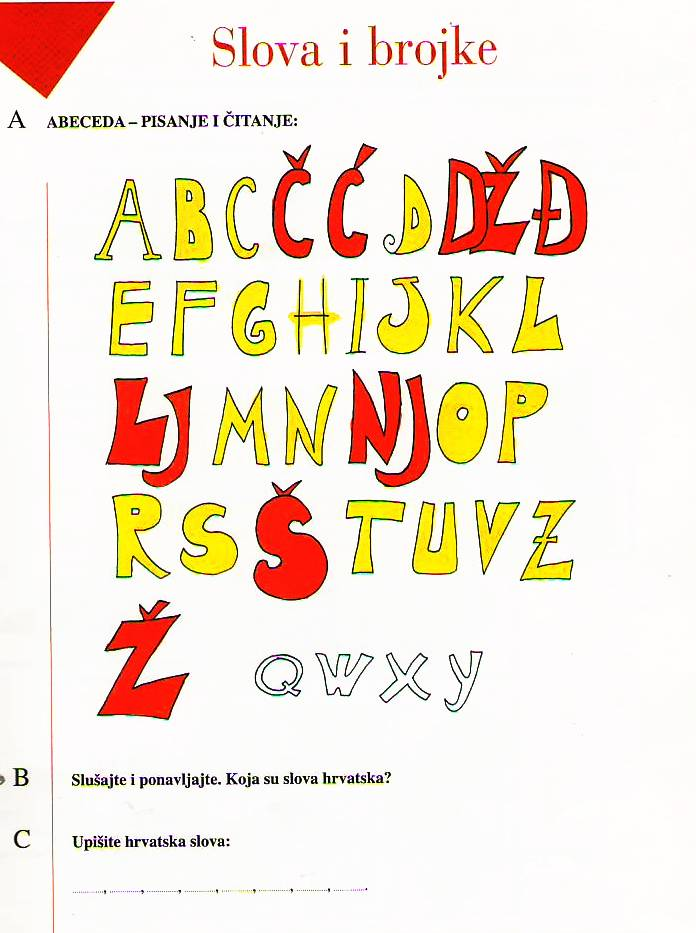 Slova i brojke
A ABECEDA – PISANJE I ČITANJE:
A B C Č Ć D DŽ Đ
E F G H I J K L
LJ M N NJ O P
R S Š T U V Z
Ž Q W X Y
B Slušajte i ponavljajte. Koja su slova hrvatska?
C Upišite hrvatska slova: